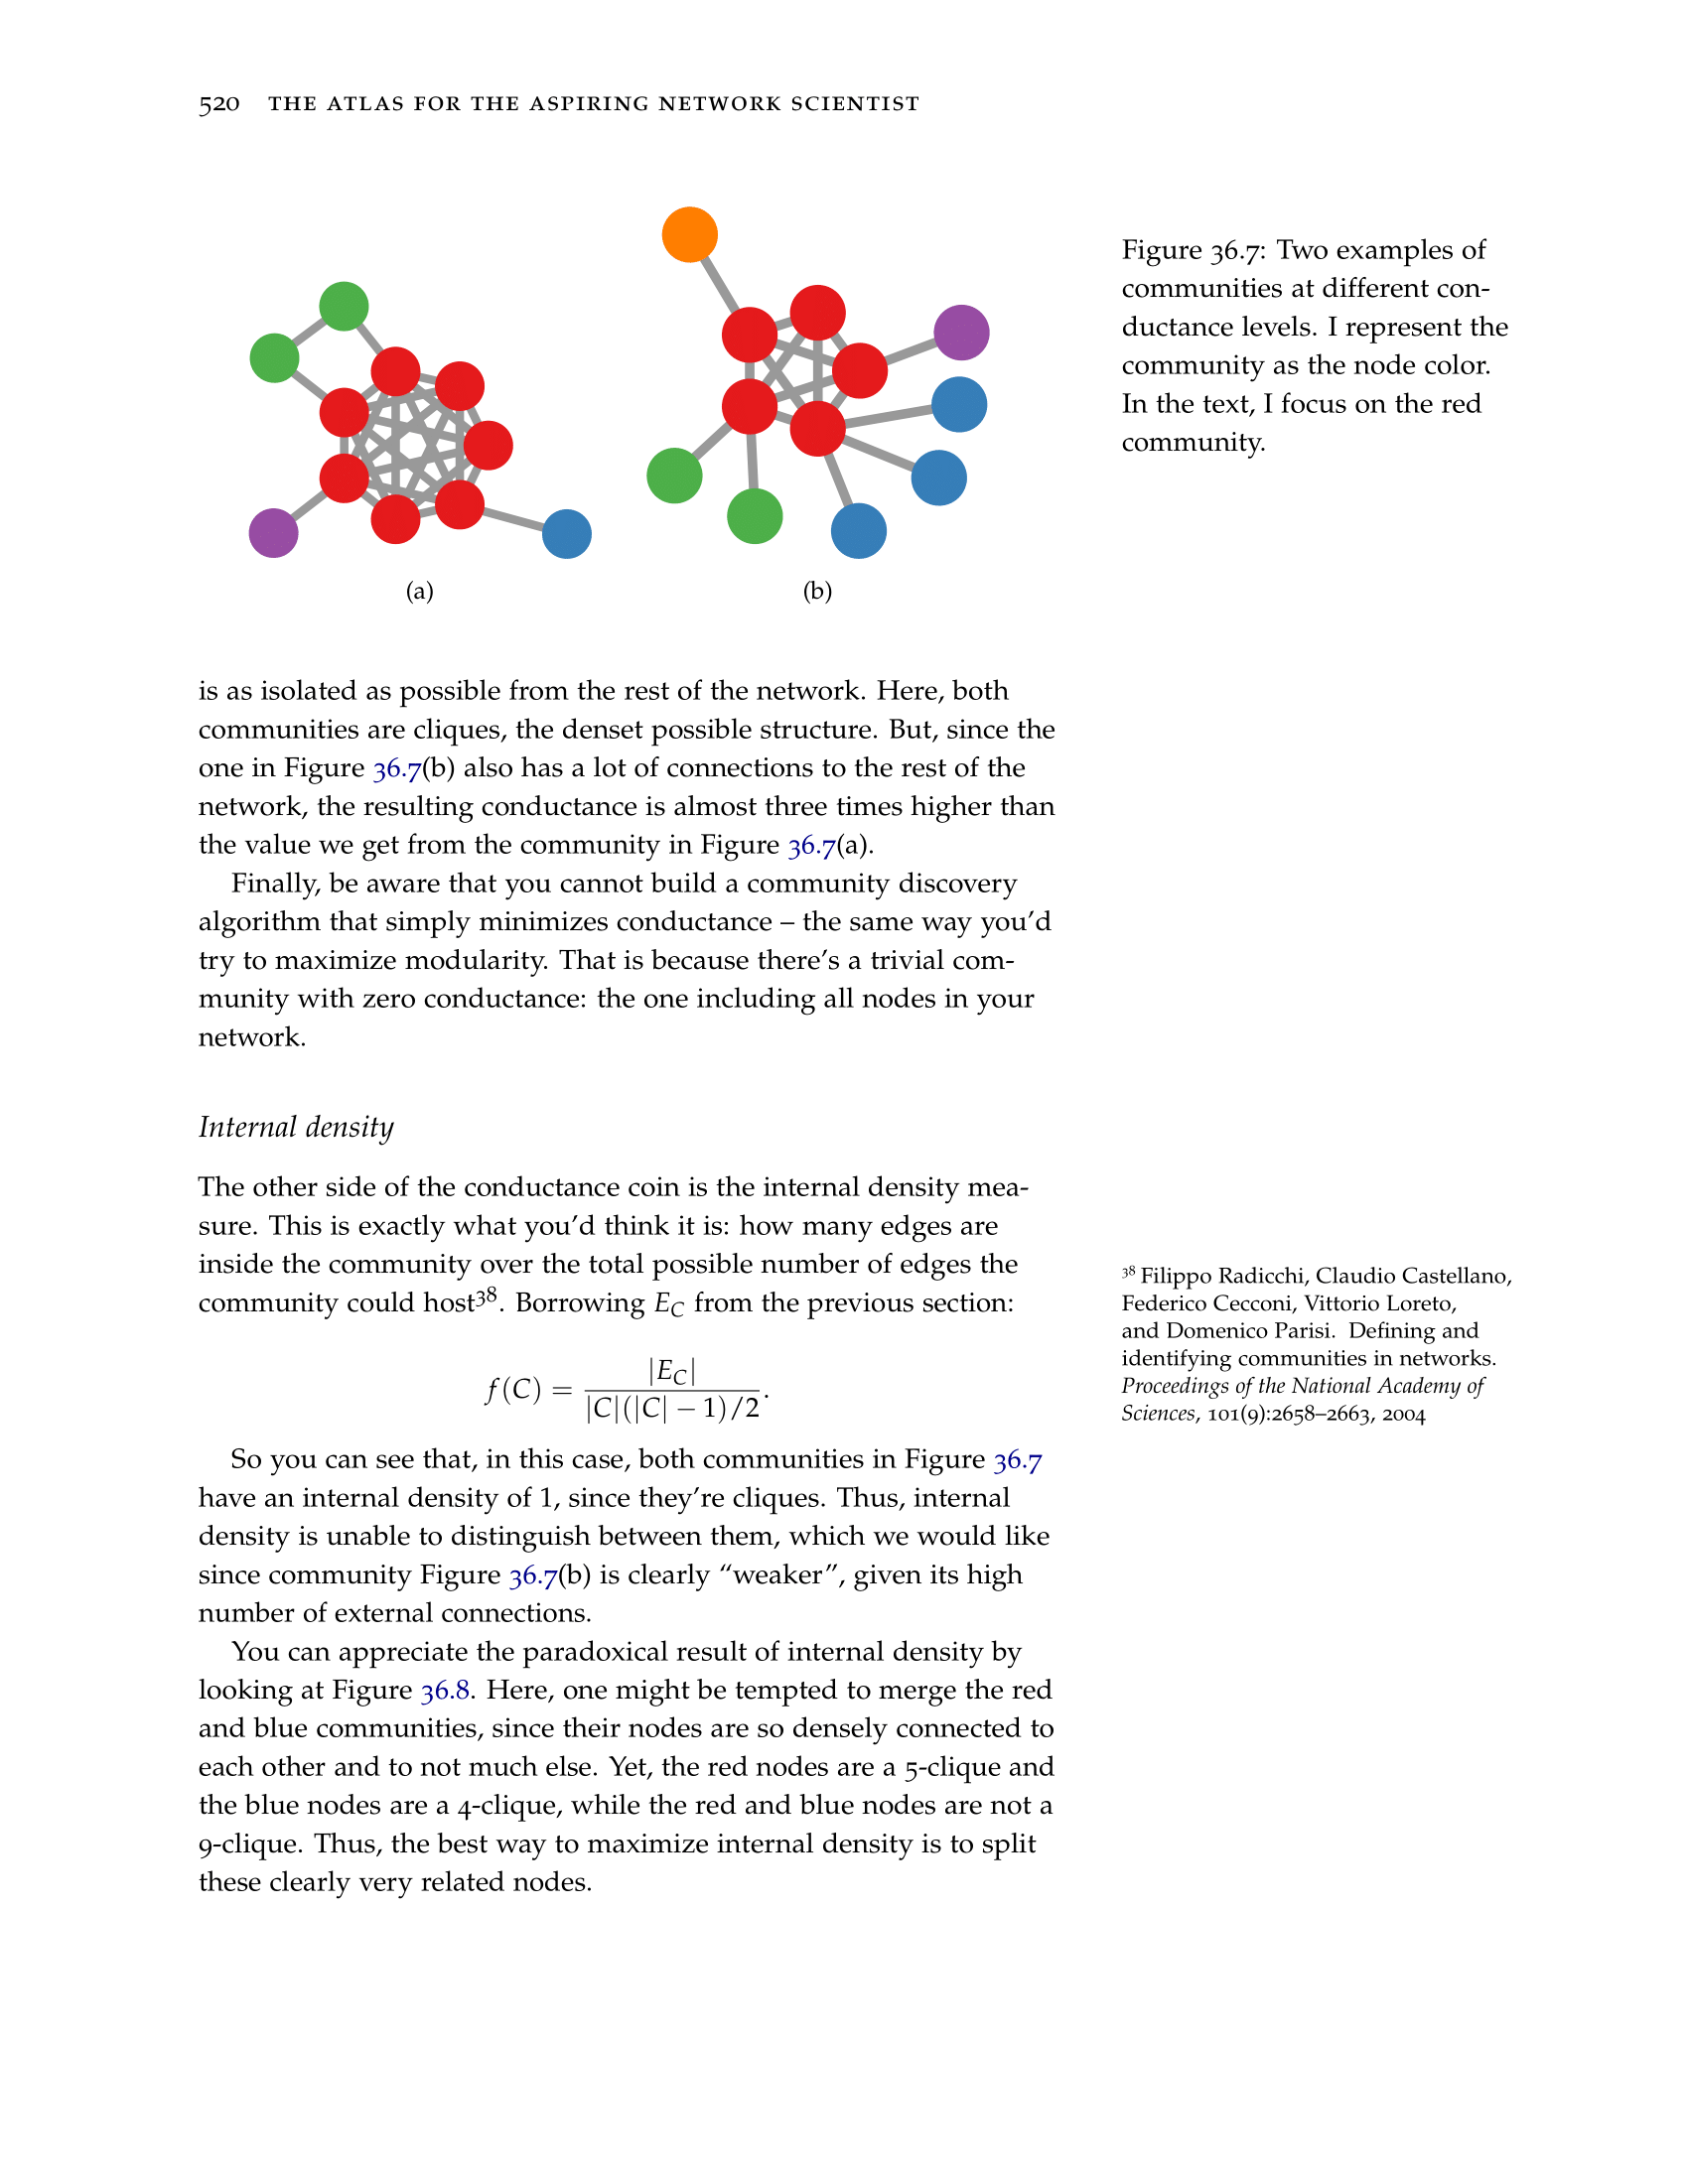 520 THE ATLAS FOR THE ASPIRING NETWORK SCIENTIST
(a)
(b)
Figure 36.7: Two examples of
communities at different con-
ductance levels. I represent the
community as the node color.
In the text, I focus on the red
community.
is as isolated as possible from the rest of the network. Here, both
communities are cliques, the denset possible structure. But, since the
one in Figure 36.7(b) also has a lot of connections to the rest of the
network, the resulting conductance is almost three times higher than
the value we get from the community in Figure 36.7(a).
Finally, be aware that you cannot build a community discovery
algorithm that simply minimizes conductance – the same way you'd
try to maximize modularity. That is because there's a trivial com-
munity with zero conductance: the one including all nodes in your
network.
Internal density
The other side of the conductance coin is the internal density mea-
sure. This is exactly what you'd think it is: how many edges are
inside the community over the total possible number of edges the
community could host³⁸. Borrowing E_C from the previous section:
f(C) = |E_C| / (|C|(|C| − 1)/2).
³⁸ Filippo Radicchi, Claudio Castellano,
Federico Cecconi, Vittorio Loreto,
and Domenico Parisi. Defining and
identifying communities in networks.
Proceedings of the National Academy of
Sciences, 101(9):2658–2663, 2004
So you can see that, in this case, both communities in Figure 36.7
have an internal density of 1, since they're cliques. Thus, internal
density is unable to distinguish between them, which we would like
since community Figure 36.7(b) is clearly "weaker", given its high
number of external connections.
You can appreciate the paradoxical result of internal density by
looking at Figure 36.8. Here, one might be tempted to merge the red
and blue communities, since their nodes are so densely connected to
each other and to not much else. Yet, the red nodes are a 5-clique and
the blue nodes are a 4-clique, while the red and blue nodes are not a
9-clique. Thus, the best way to maximize internal density is to split
these clearly very related nodes.